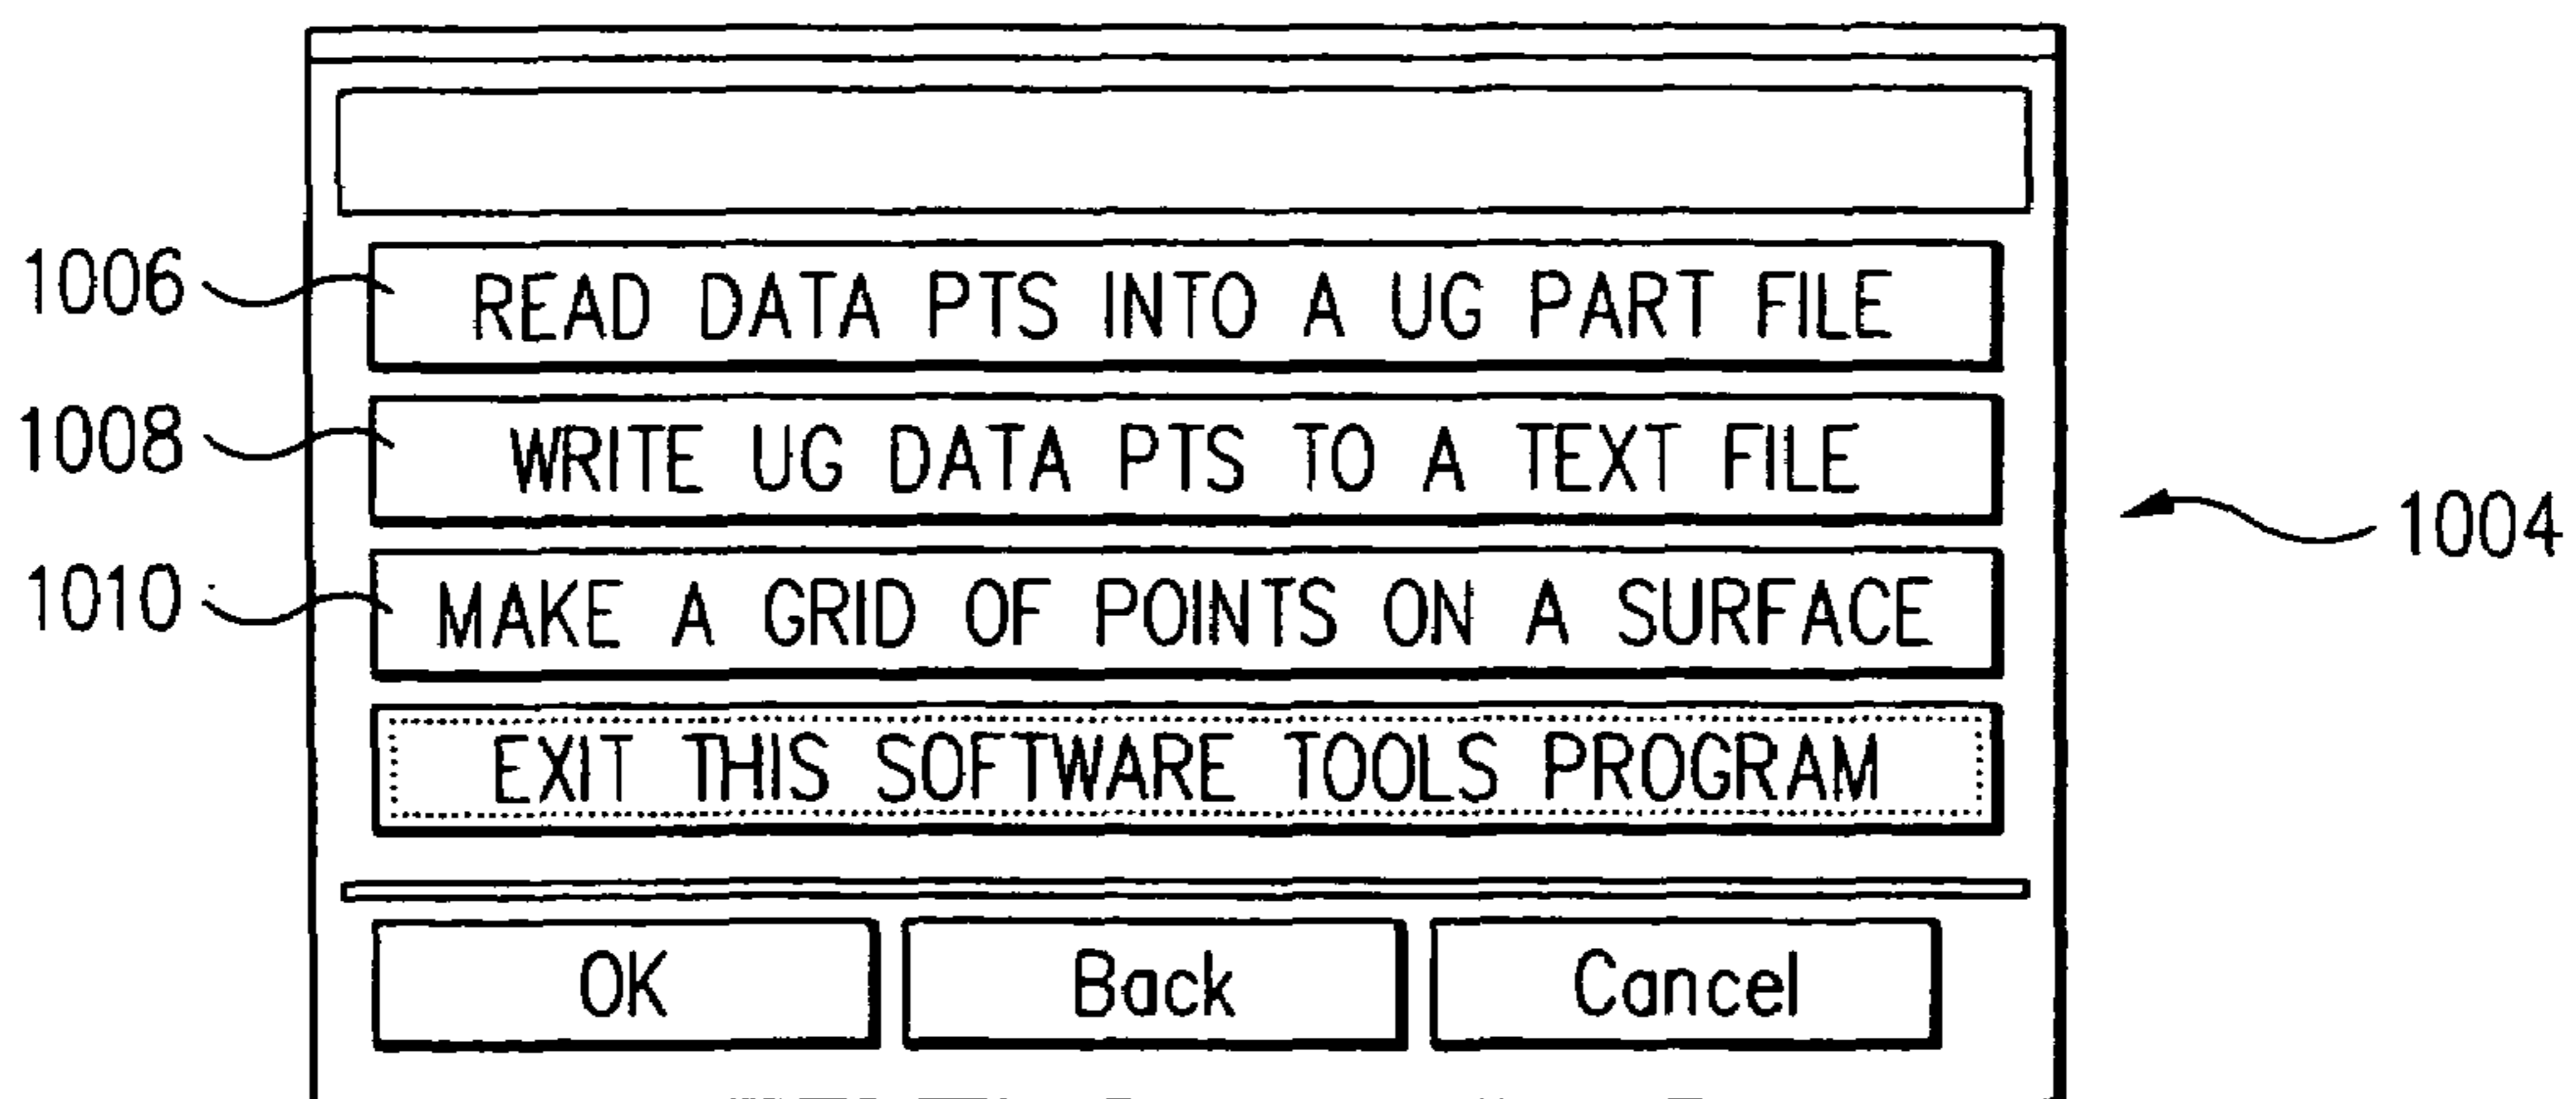 1006 READ DATA PTS INTO A UG PART FILE
1008 WRITE UG DATA PTS TO A TEXT FILE
1004
1010 MAKE A GRID OF POINTS ON A SURFACE
EXIT THIS SOFTWARE TOOLS PROGRAM
OK Back Cancel